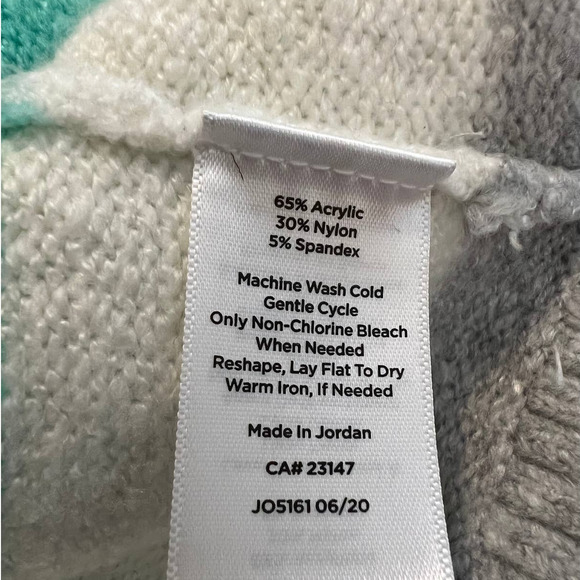 65% Acrylic
30% Nylon
5% Spandex
Machine Wash Cold
Gentle Cycle
Only Non-Chlorine Bleach
When Needed
Reshape, Lay Flat To Dry
Warm Iron, If Needed
Made In Jordan
CA# 23147
JO5161 06/20